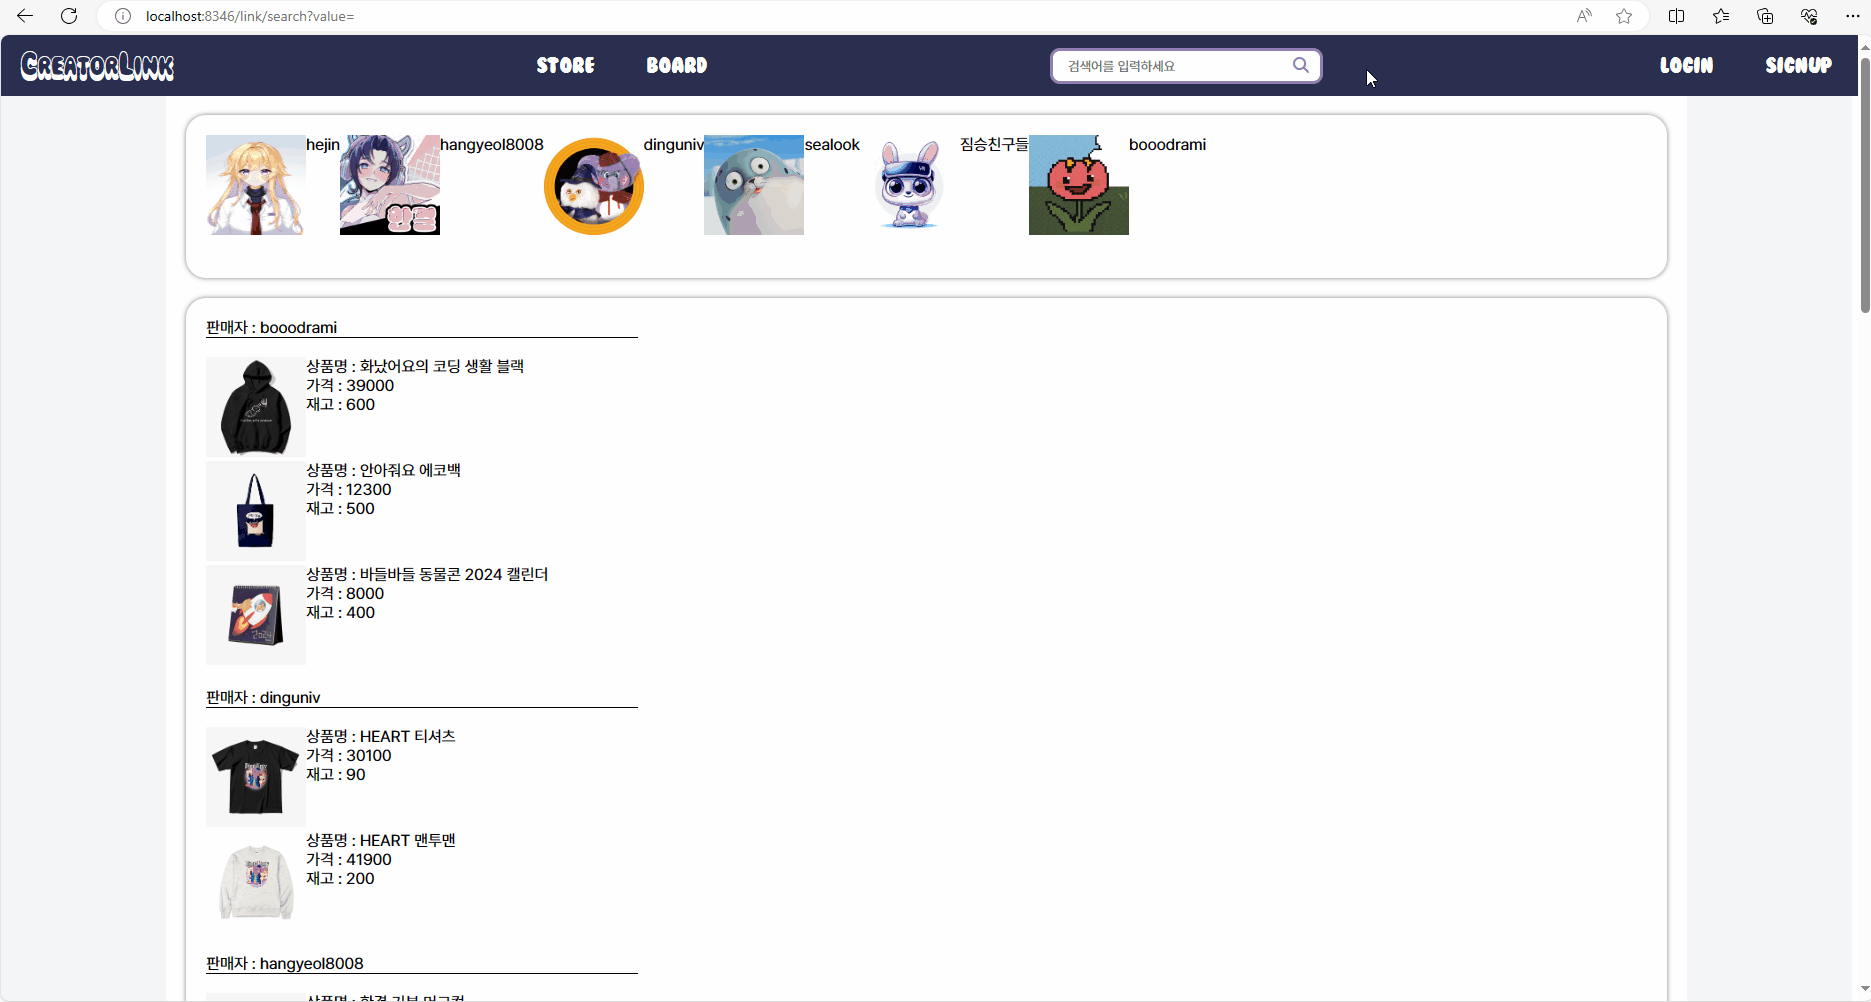 localhost:8346/link/search?value=
CREATORLINK
STORE
BOARD
검색어를 입력하세요
LOGIN
SIGNUP
hejin
hangyeol8008
한결
dinguniv
sealook
짐승친구들
booodrami
판매자 : booodrami
상품명 : 화났어요의 코딩 생활 블랙
가격 : 39000
재고 : 600
상품명 : 안아줘요 에코백
가격 : 12300
재고 : 500
상품명 : 바들바들 동물콘 2024 캘린더
가격 : 8000
재고 : 400
2024
판매자 : dinguniv
상품명 : HEART 티셔츠
가격 : 30100
재고 : 90
상품명 : HEART 맨투맨
가격 : 41900
재고 : 200
판매자 : hangyeol8008